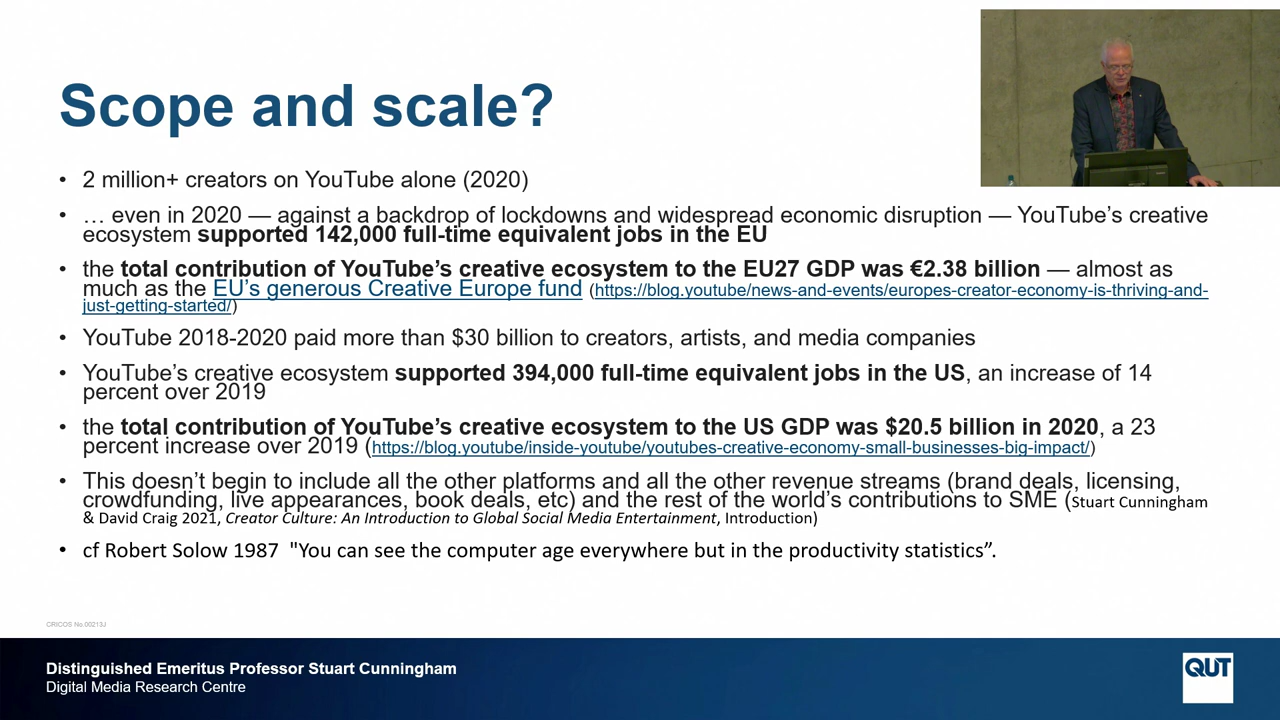 Scope and scale?
• 2 million+ creators on YouTube alone (2020)
• … even in 2020 — against a backdrop of lockdowns and widespread economic disruption — YouTube’s creative
ecosystem supported 142,000 full-time equivalent jobs in the EU
• the total contribution of YouTube’s creative ecosystem to the EU27 GDP was €2.38 billion — almost as
much as the EU’s generous Creative Europe fund (https://blog.youtube/news-and-events/europes-creator-economy-is-thriving-and-
just-getting-started/)
• YouTube 2018-2020 paid more than $30 billion to creators, artists, and media companies
• YouTube’s creative ecosystem supported 394,000 full-time equivalent jobs in the US, an increase of 14
percent over 2019
• the total contribution of YouTube’s creative ecosystem to the US GDP was $20.5 billion in 2020, a 23
percent increase over 2019 (https://blog.youtube/inside-youtube/youtubes-creative-economy-small-businesses-big-impact/)
• This doesn’t begin to include all the other platforms and all the other revenue streams (brand deals, licensing,
crowdfunding, live appearances, book deals, etc) and the rest of the world’s contributions to SME (Stuart Cunningham
& David Craig 2021, Creator Culture: An Introduction to Global Social Media Entertainment, Introduction)
• cf Robert Solow 1987 "You can see the computer age everywhere but in the productivity statistics”.
CRICOS No.00213J
Distinguished Emeritus Professor Stuart Cunningham
Digital Media Research Centre
QUT